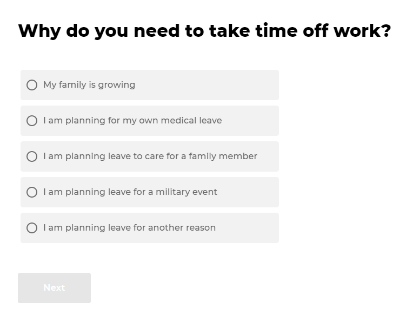 Why do you need to take time off work?
My family is growing
I am planning for my own medical leave
I am planning leave to care for a family member
I am planning leave for a military event
I am planning leave for another reason
Next